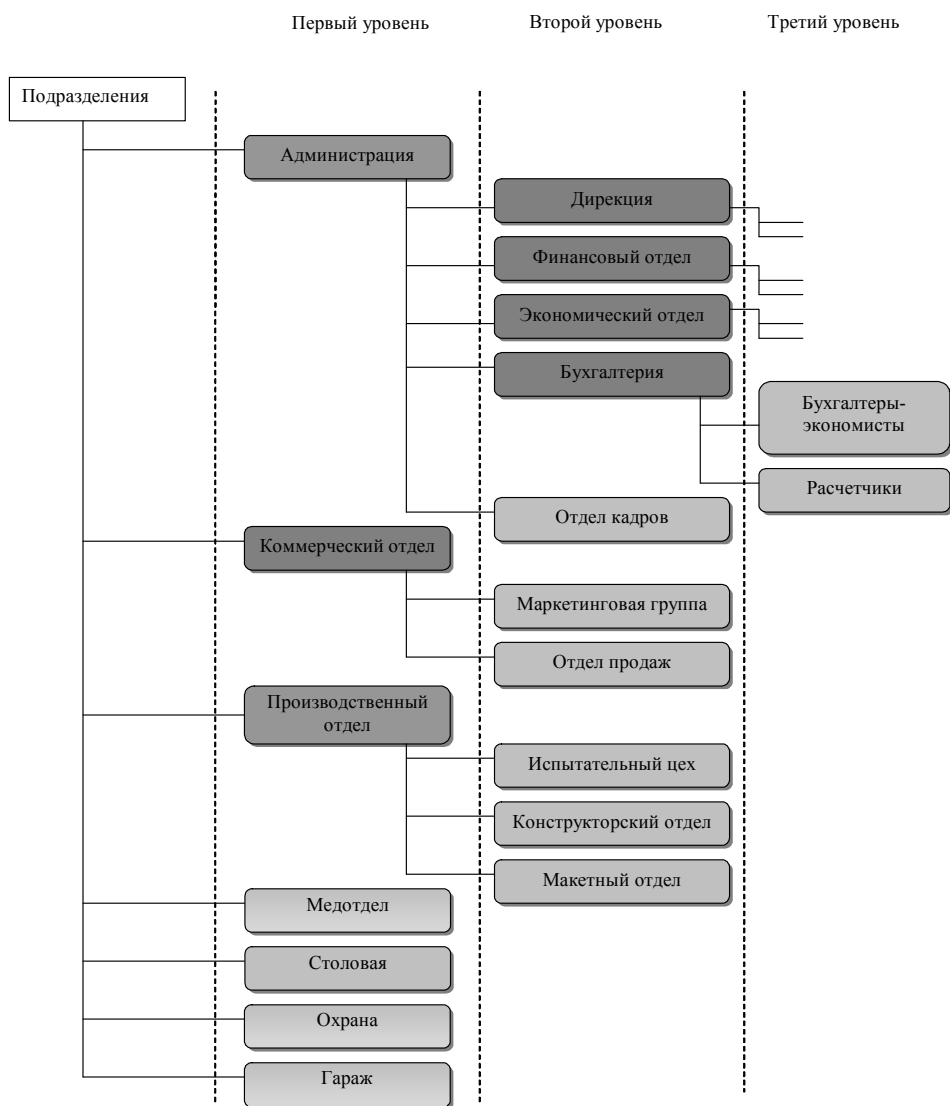 Первый уровень
Второй уровень
Третий уровень
Подразделения
Администрация
Дирекция
Финансовый отдел
Экономический отдел
Бухгалтерия
Бухгалтеры-
экономисты
Расчетчики
Отдел кадров
Коммерческий отдел
Маркетинговая группа
Отдел продаж
Производственный
отдел
Испытательный цех
Конструкторский отдел
Макетный отдел
Медотдел
Столовая
Охрана
Гараж